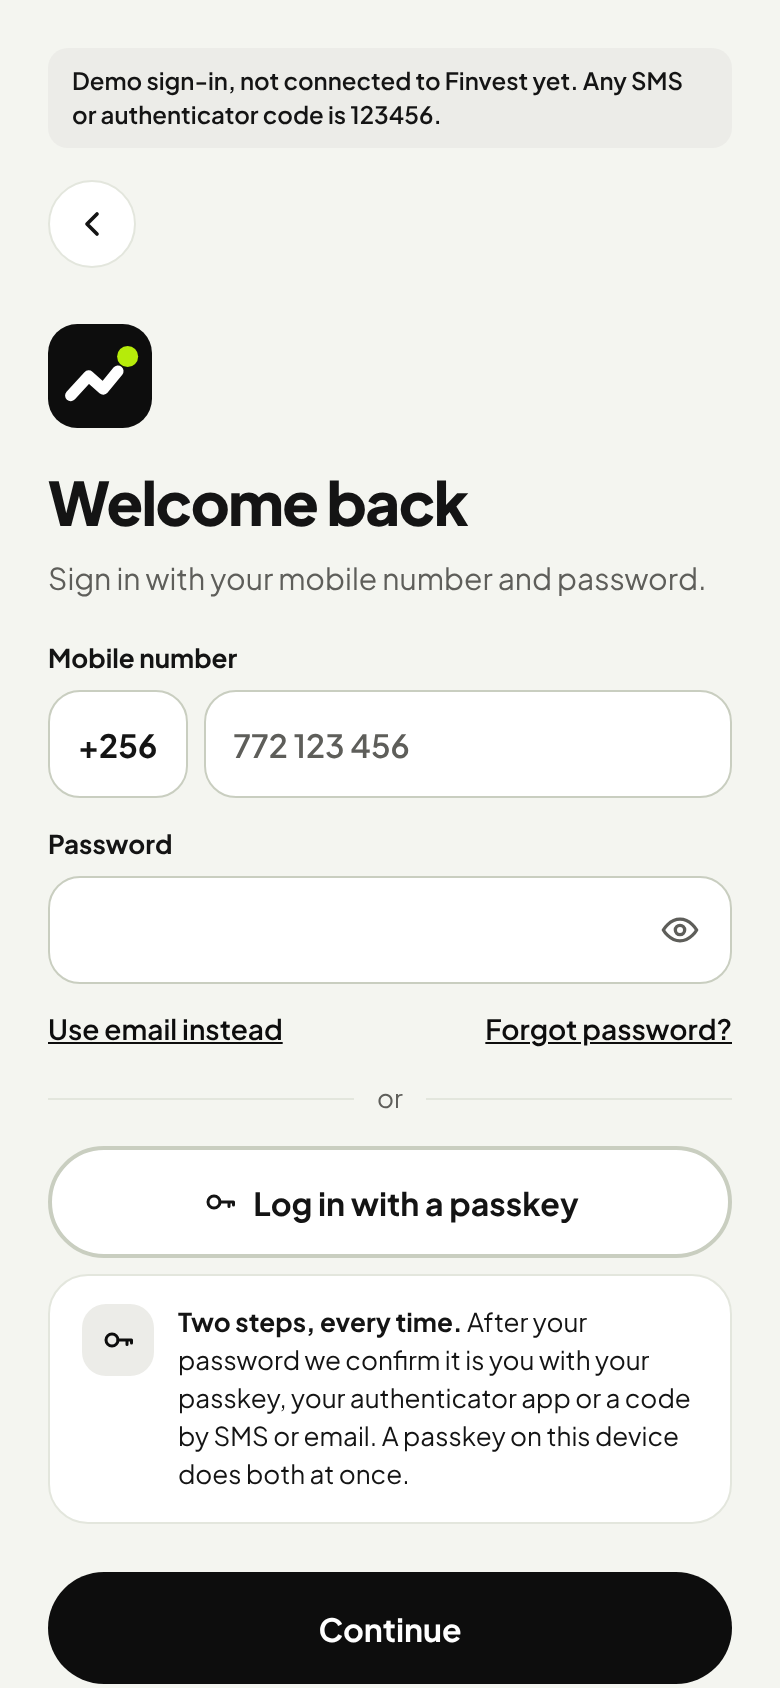 Demo sign-in, not connected to Finvest yet. Any SMS
or authenticator code is 123456.
Welcome back
Sign in with your mobile number and password.
Mobile number
+256
772 123 456
Password
Use email instead
Forgot password?
or
Log in with a passkey
Two steps, every time. After your
password we confirm it is you with your
passkey, your authenticator app or a code
by SMS or email. A passkey on this device
does both at once.
Continue